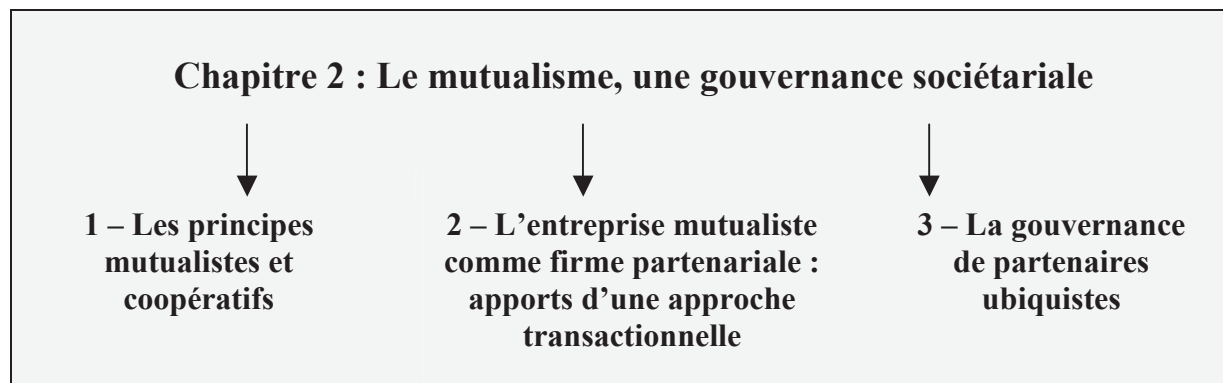 Chapitre 2 : Le mutualisme, une gouvernance sociétariale
1 – Les principes
mutualistes et
coopératifs
2 – L’entreprise mutualiste
comme firme partenariale :
apports d’une approche
transactionnelle
3 – La gouvernance
de partenaires
ubiquistes